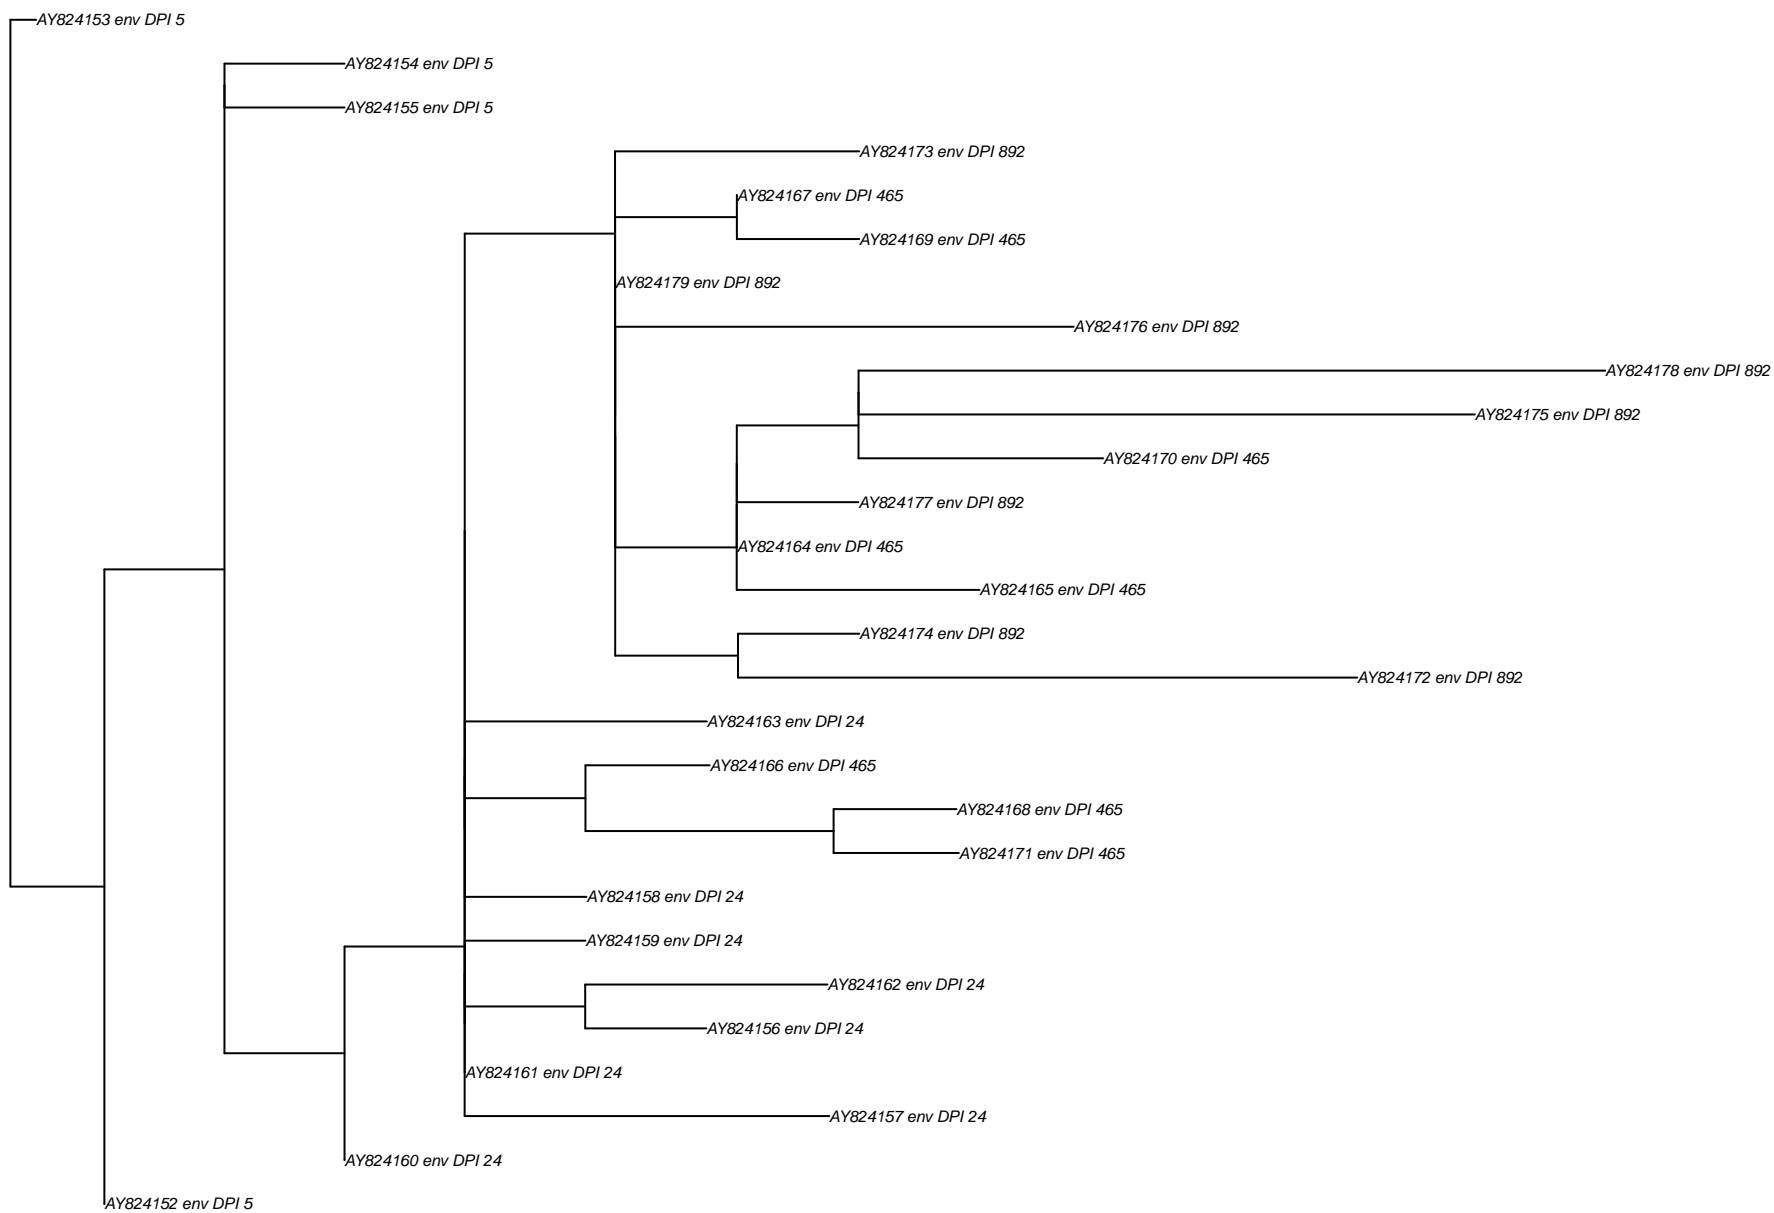 AY824153 env DPI 5
AY824154 env DPI 5
AY824155 env DPI 5
AY824173 env DPI 892
AY824167 env DPI 465
AY824169 env DPI 465
AY824179 env DPI 892
AY824176 env DPI 892
AY824178 env DPI 892
AY824175 env DPI 892
AY824170 env DPI 465
AY824177 env DPI 892
AY824164 env DPI 465
AY824165 env DPI 465
AY824174 env DPI 892
AY824172 env DPI 892
AY824163 env DPI 24
AY824166 env DPI 465
AY824168 env DPI 465
AY824171 env DPI 465
AY824158 env DPI 24
AY824159 env DPI 24
AY824162 env DPI 24
AY824156 env DPI 24
AY824161 env DPI 24
AY824157 env DPI 24
AY824160 env DPI 24
AY824152 env DPI 5